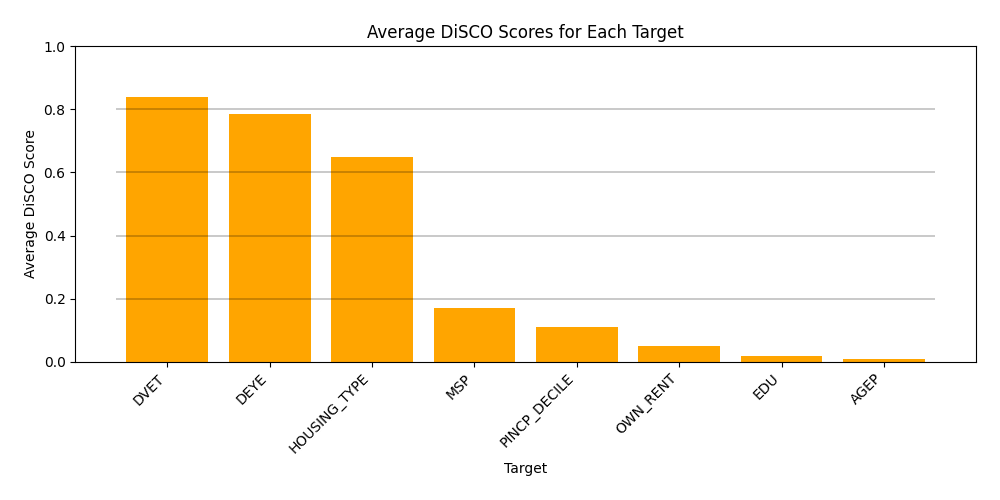 Average DiSCO Scores for Each Target
Average DiSCO Score
1.0
0.8
0.6
0.4
0.2
0.0
DVET
DEYE
HOUSING_TYPE
MSP
PINCP_DECILE
OWN_RENT
EDU
AGEP
Target